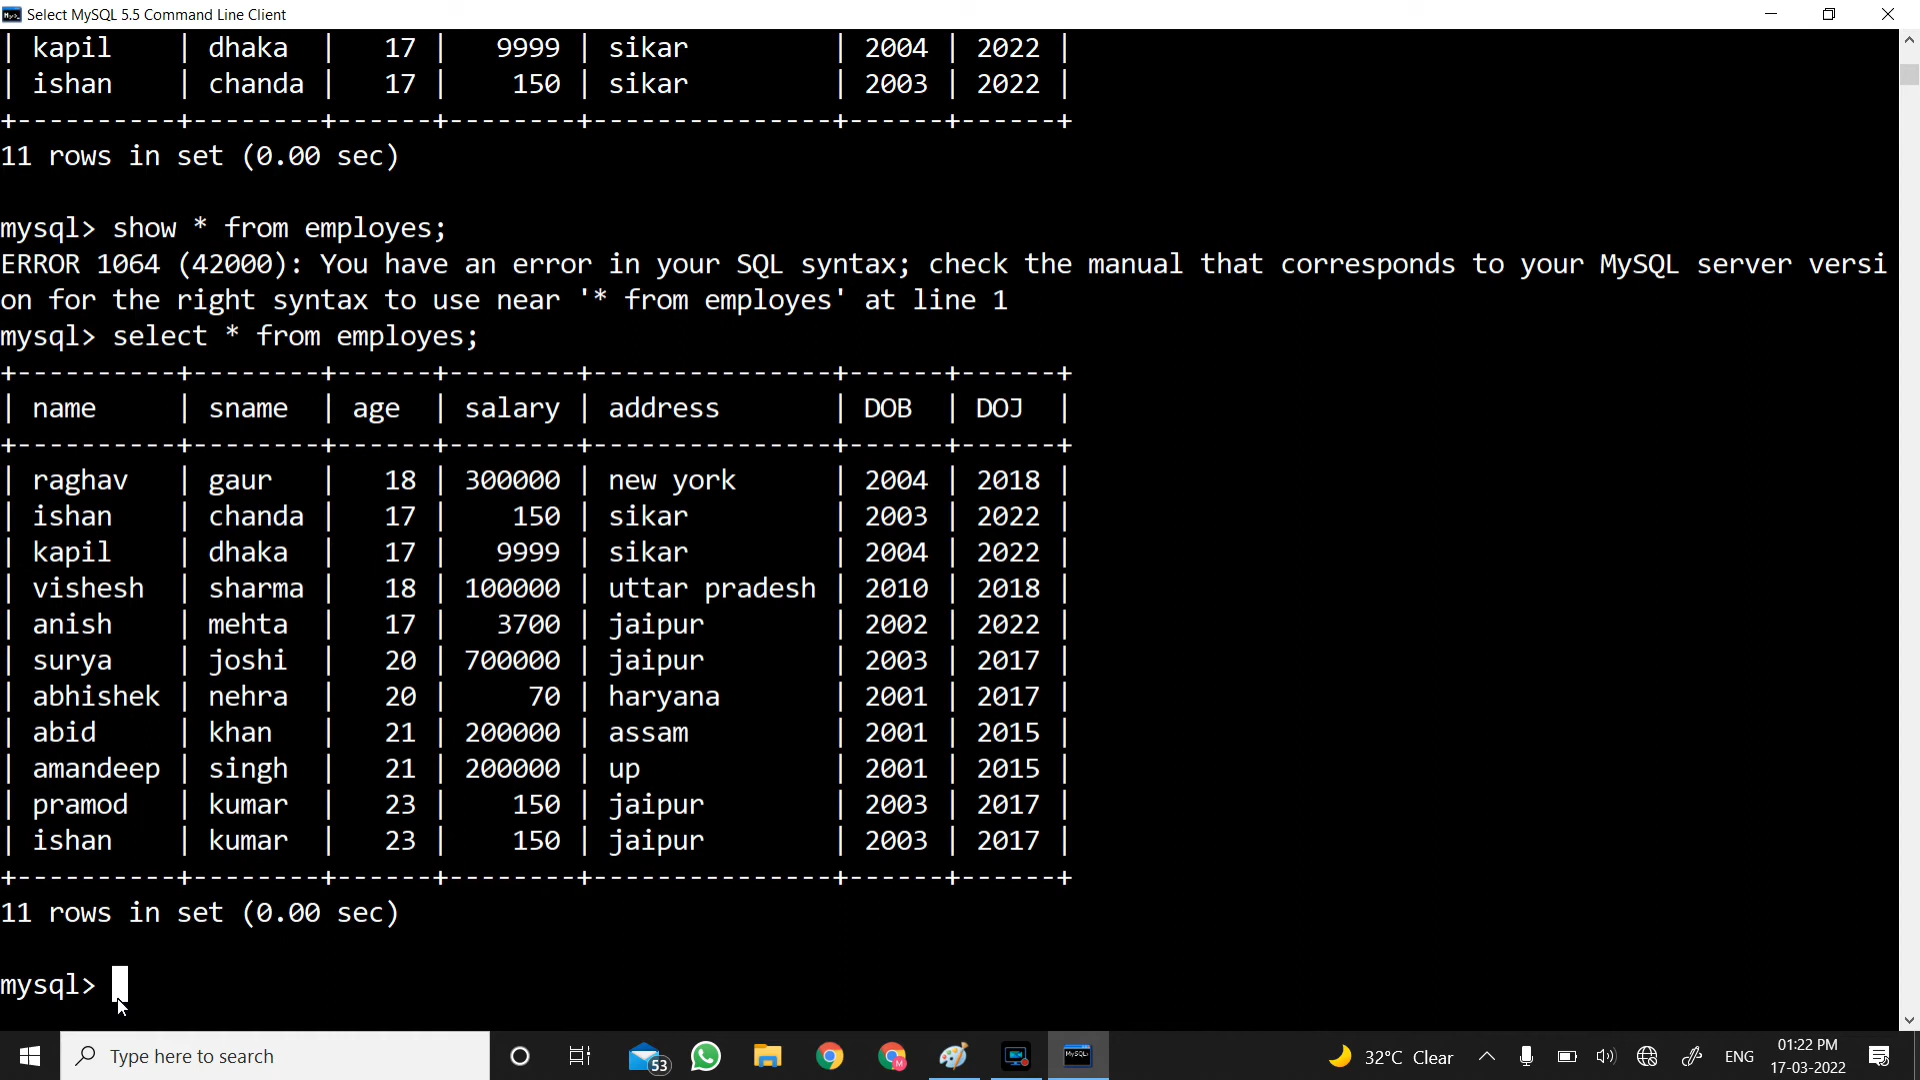 Select MySQL 5.5 Command Line Client
| kapil    | dhaka  |   17 |   9999 | sikar         | 2004 | 2022 |
| ishan    | chanda |   17 |    150 | sikar         | 2003 | 2022 |
+----------+--------+------+--------+---------------+------+------+
11 rows in set (0.00 sec)
mysql> show * from employes;
ERROR 1064 (42000): You have an error in your SQL syntax; check the manual that corresponds to your MySQL server versi
on for the right syntax to use near '* from employes' at line 1
mysql> select * from employes;
+----------+--------+------+--------+---------------+------+------+
| name     | sname  | age  | salary | address       | DOB  | DOJ  |
+----------+--------+------+--------+---------------+------+------+
| raghav   | gaur   |   18 | 300000 | new york      | 2004 | 2018 |
| ishan    | chanda |   17 |    150 | sikar         | 2003 | 2022 |
| kapil    | dhaka  |   17 |   9999 | sikar         | 2004 | 2022 |
| vishesh  | sharma |   18 | 100000 | uttar pradesh | 2010 | 2018 |
| anish    | mehta  |   17 |   3700 | jaipur        | 2002 | 2022 |
| surya    | joshi  |   20 | 700000 | jaipur        | 2003 | 2017 |
| abhishek | nehra  |   20 |     70 | haryana       | 2001 | 2017 |
| abid     | khan   |   21 | 200000 | assam         | 2001 | 2015 |
| amandeep | singh  |   21 | 200000 | up            | 2001 | 2015 |
| pramod   | kumar  |   23 |    150 | jaipur        | 2003 | 2017 |
| ishan    | kumar  |   23 |    150 | jaipur        | 2003 | 2017 |
+----------+--------+------+--------+---------------+------+------+
11 rows in set (0.00 sec)
mysql>
Type here to search
53
MySQL
32°C Clear
ENG
01:22 PM
17-03-2022